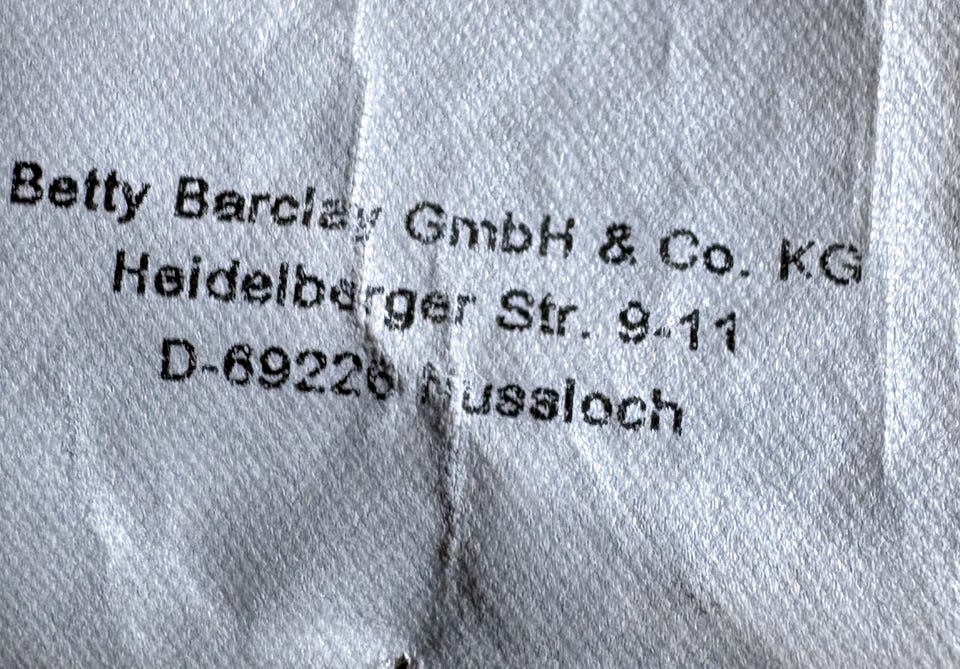 Betty Barclay GmbH & Co. KG
Heidelberger Str. 9-11
D-69226 Nussloch